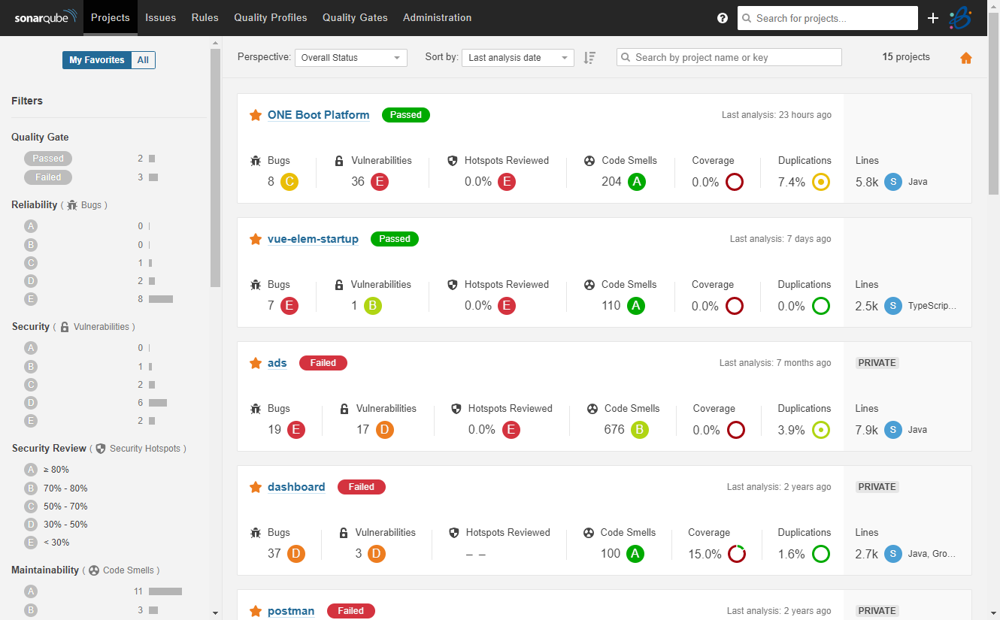 sonarqube Projects Issues Rules Quality Profiles Quality Gates Administration ? Search for projects... +
My Favorites All
Perspective: Overall Status Sort by: Last analysis date Search by project name or key 15 projects
Filters
Quality Gate
Passed 2
Failed 3
Reliability ( Bugs )
A 0
B 0
C 1
D 2
E 8
Security ( Vulnerabilities )
A 0
B 1
C 2
D 6
E 2
Security Review ( Security Hotspots )
A ≥ 80%
B 70% - 80%
C 50% - 70%
D 30% - 50%
E < 30%
Maintainability ( Code Smells )
A 11
B 3
ONE Boot Platform Passed Last analysis: 23 hours ago
Bugs Vulnerabilities Hotspots Reviewed Code Smells Coverage Duplications Lines
8 C 36 E 0.0% E 204 A 0.0% 7.4% 5.8k S Java
vue-elem-startup Passed Last analysis: 7 days ago
Bugs Vulnerabilities Hotspots Reviewed Code Smells Coverage Duplications Lines
7 E 1 B 0.0% E 110 A 0.0% 0.0% 2.5k S TypeScrip...
ads Failed Last analysis: 7 months ago PRIVATE
Bugs Vulnerabilities Hotspots Reviewed Code Smells Coverage Duplications Lines
19 E 17 D 0.0% E 676 B 0.0% 3.9% 7.9k S Java
dashboard Failed Last analysis: 2 years ago PRIVATE
Bugs Vulnerabilities Hotspots Reviewed Code Smells Coverage Duplications Lines
37 D 3 D – – 100 A 15.0% 1.6% 2.7k S Java, Gro...
postman Failed Last analysis: 2 years ago PRIVATE